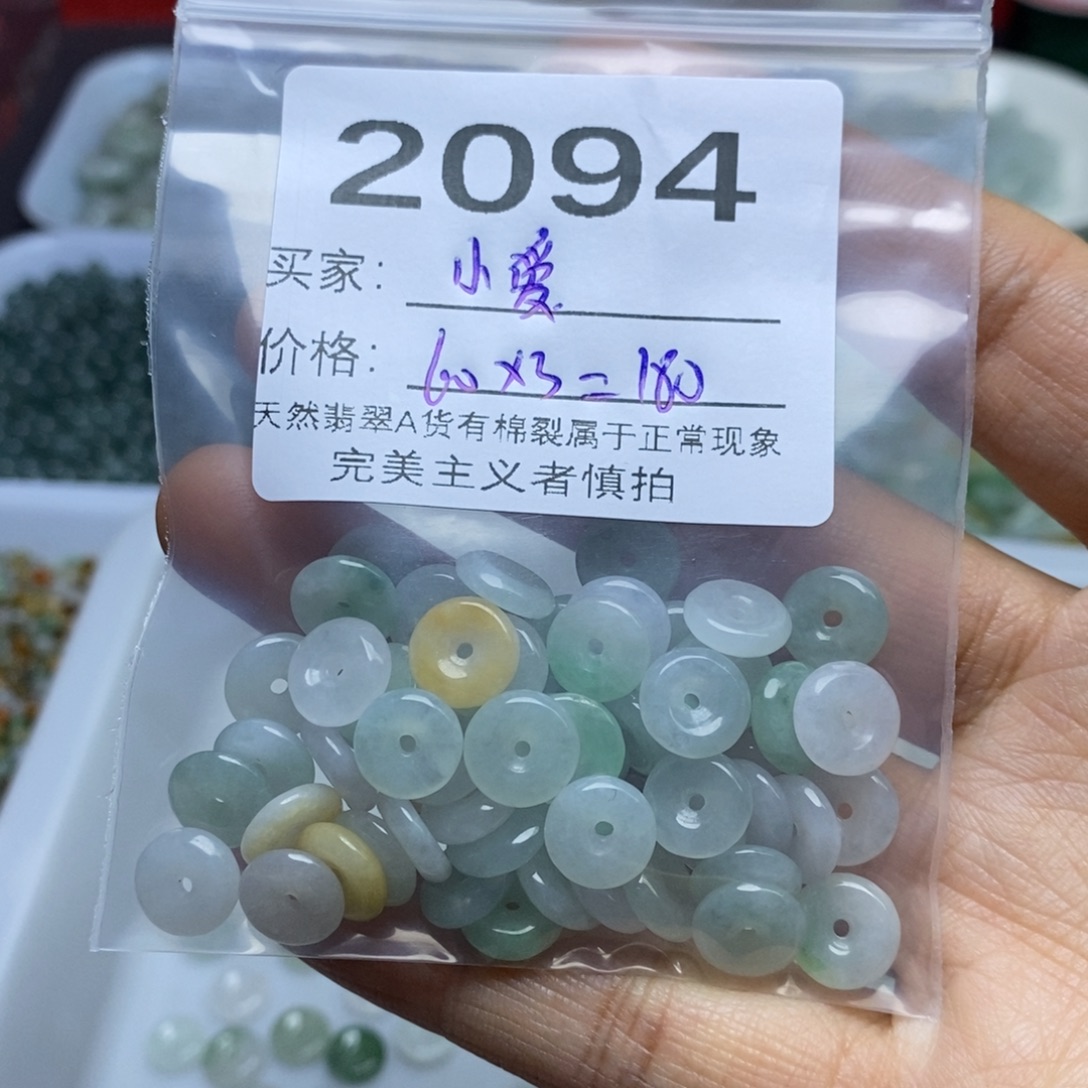 2094
买家: 小爱
价格: 60×3=180
天然翡翠A货有棉裂属于正常现象
完美主义者慎拍